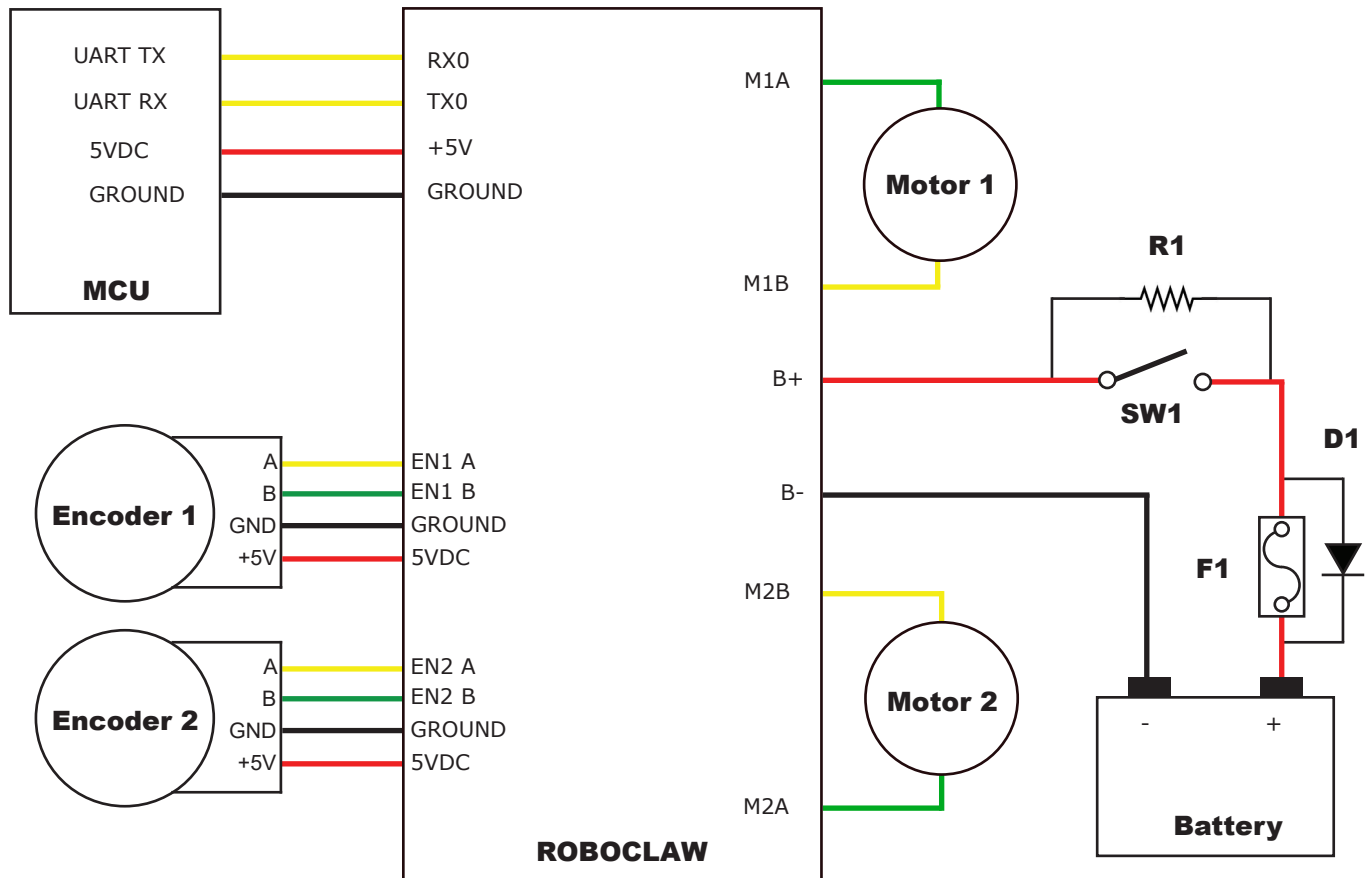 UART TX
UART RX
5VDC
GROUND
MCU
RX0
TX0
+5V
GROUND
M1A
Motor 1
M1B
R1
B+
SW1
D1
B-
F1
A
B
GND
+5V
Encoder 1
EN1 A
EN1 B
GROUND
5VDC
A
B
GND
+5V
Encoder 2
EN2 A
EN2 B
GROUND
5VDC
M2B
Motor 2
M2A
- +
Battery
ROBOCLAW